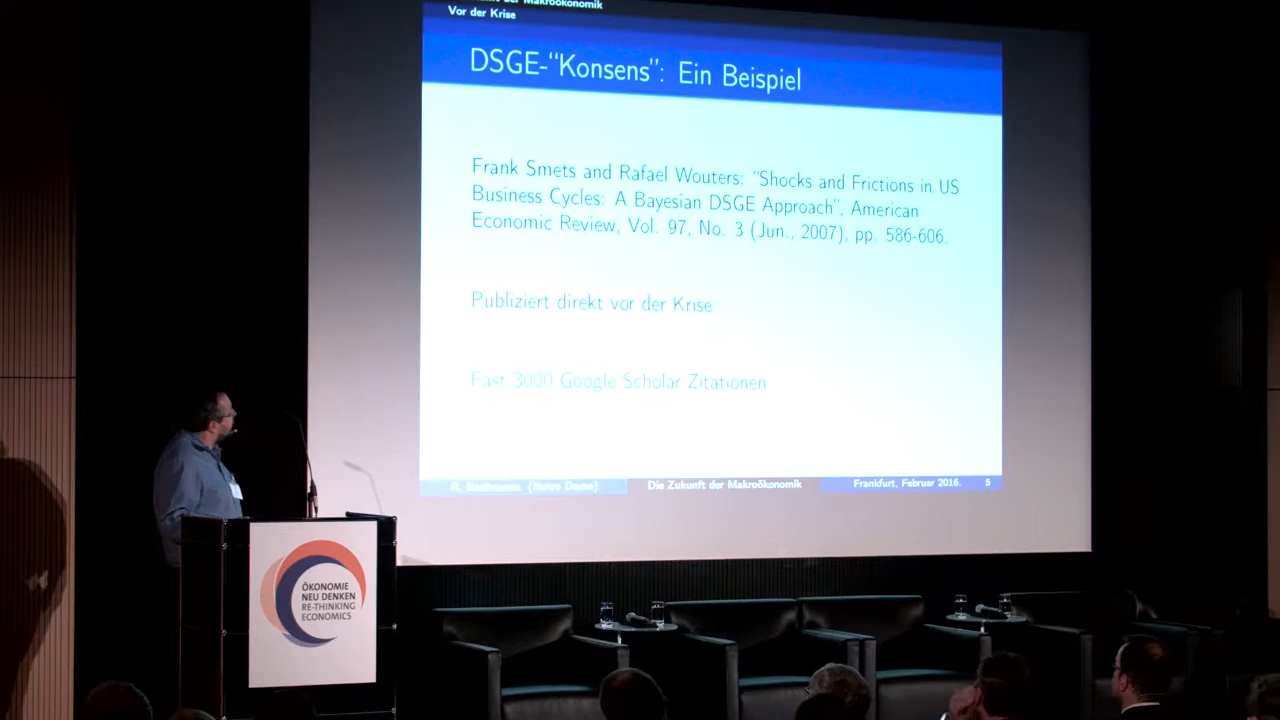 der Makroökonomik
Vor der Krise
DSGE-“Konsens”: Ein Beispiel
Frank Smets and Rafael Wouters: “Shocks and Frictions in US
Business Cycles: A Bayesian DSGE Approach”, American
Economic Review, Vol. 97, No. 3 (Jun., 2007), pp. 586-606.
Publiziert direkt vor der Krise.
Fast 3000 Google Scholar Zitationen
(Notre Dame)
Die Zukunft der Makroökonomik
Frankfurt, Februar 2016.
5
ÖKONOMIE
NEU DENKEN
RE-THINKING
ECONOMICS